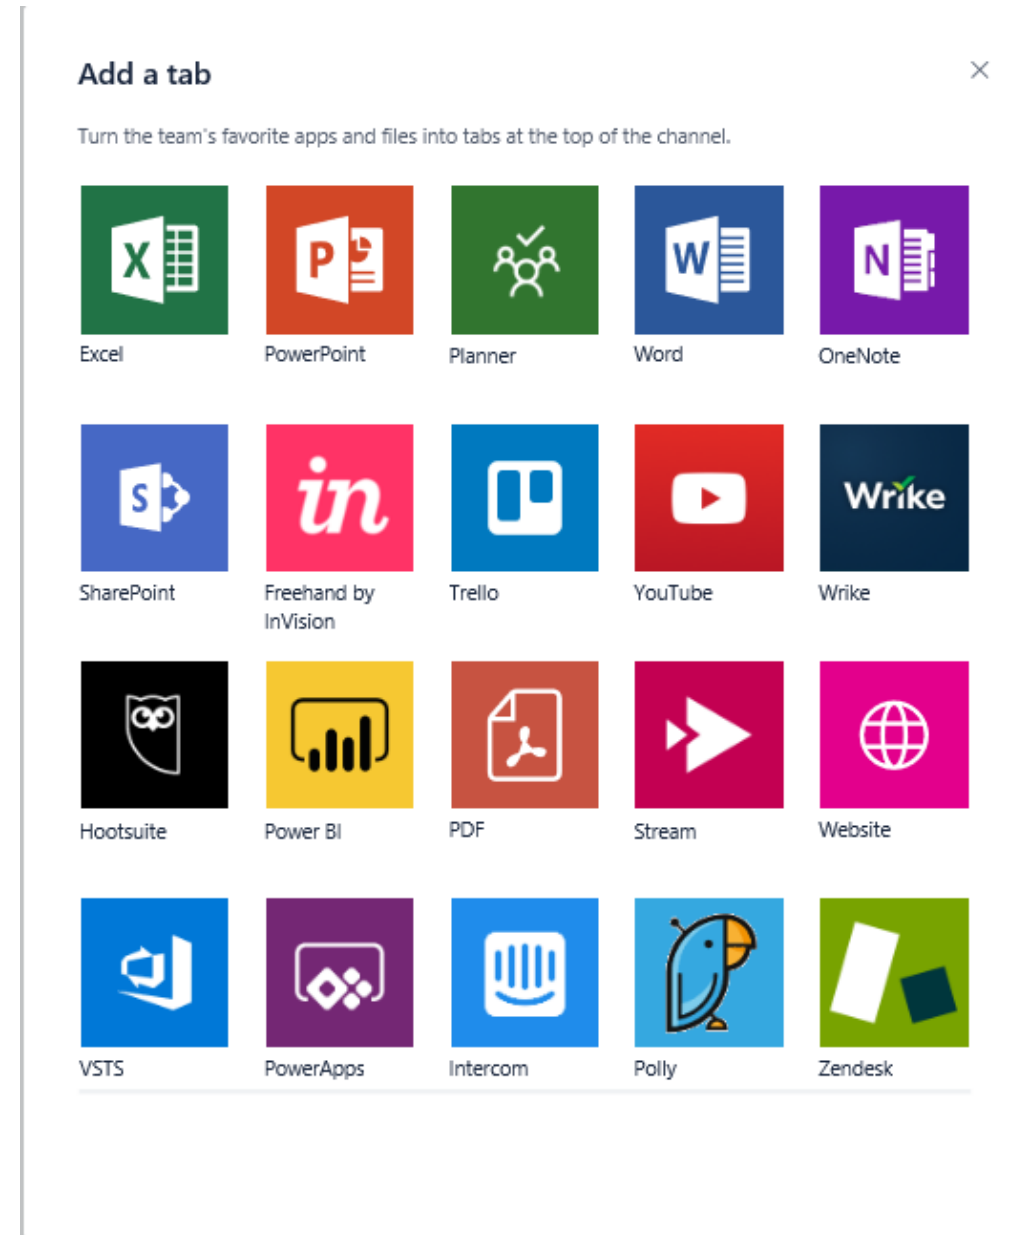 Add a tab
Turn the team's favorite apps and files into tabs at the top of the channel.
X
P
W
N
Excel
PowerPoint
Planner
Word
OneNote
S
in
Wrike
SharePoint
Freehand by
InVision
Trello
YouTube
Wrike
Hootsuite
Power BI
PDF
Stream
Website
VSTS
PowerApps
Intercom
Polly
Zendesk